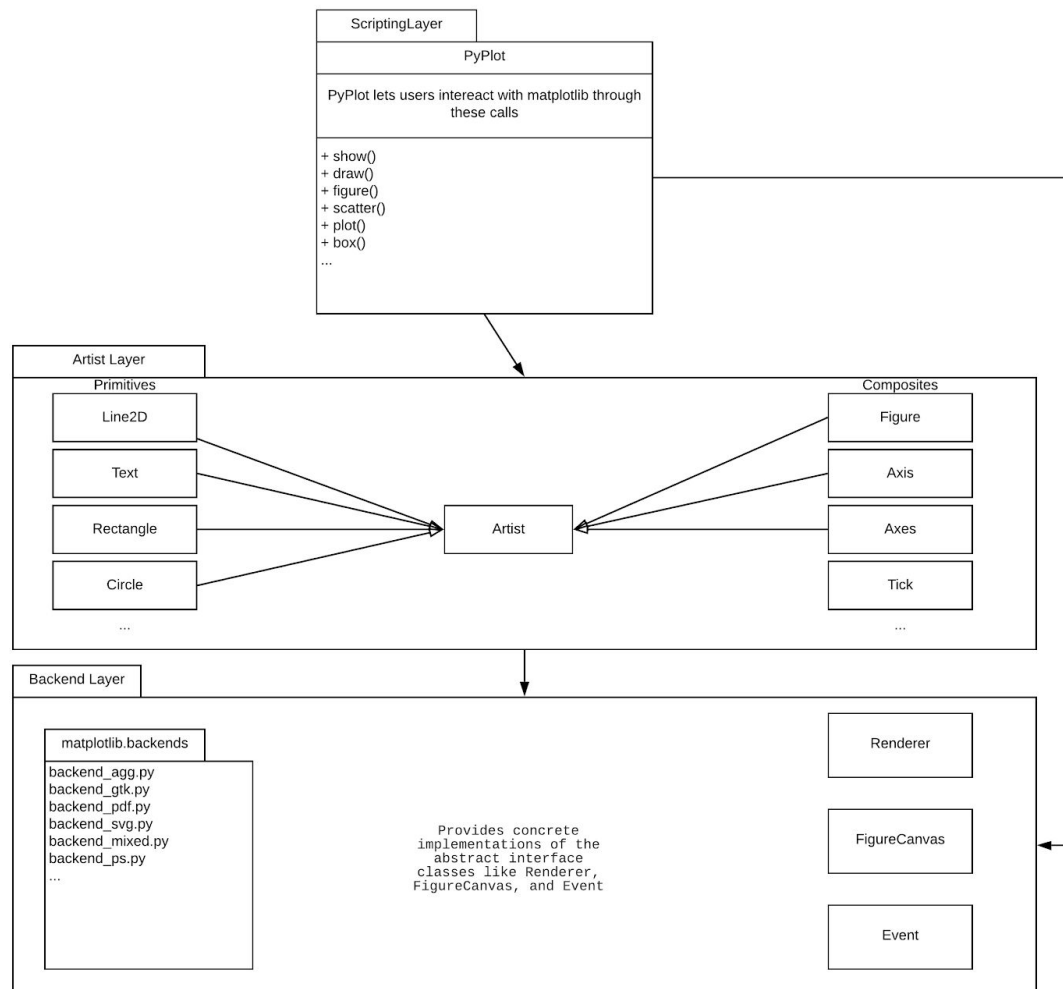 ScriptingLayer
PyPlot
PyPlot lets users intereact with matplotlib through
these calls
+ show()
+ draw()
+ figure()
+ scatter()
+ plot()
+ box()
...
Artist Layer
Primitives
Line2D
Text
Rectangle
Circle
...
Artist
Composites
Figure
Axis
Axes
Tick
...
Backend Layer
matplotlib.backends
backend_agg.py
backend_gtk.py
backend_pdf.py
backend_svg.py
backend_mixed.py
backend_ps.py
...
Provides concrete
implementations of the
abstract interface
classes like Renderer,
FigureCanvas, and Event
Renderer
FigureCanvas
Event